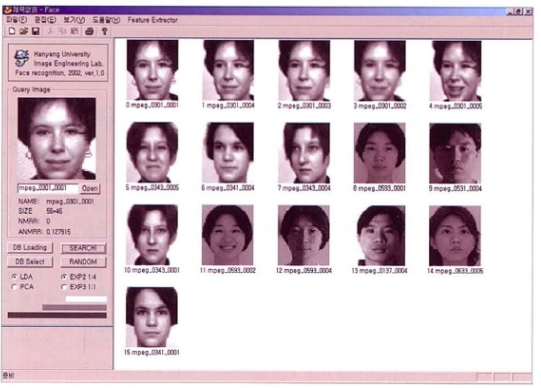 제목없음 - Face
파일(F) 편집(E) 보기(V) 도움말(H) Feature Extractor
Hanyang University
Image Engineering Lab,
Face recognition, 2002, ver,1,0
Query Image
mpeg_0301_0001 Open
NAME: mpeg_0301_0001
SIZE 56*46
NMRR: 0
ANMRR: 0,127915
DB Loading SEARCH!
DB Select RANDOM
LDA EXP2 1:4
PCA EXP3 1:1
0 mpeg_0301_0001 1 mpeg_0301_0004 2 mpeg_0301_0003 3 mpeg_0301_0002 4 mpeg_0301_0005
5 mpeg_0343_0005 6 mpeg_0341_0004 7 mpeg_0343_0004 8 mpeg_0593_0001 9 mpeg_0531_0004
10 mpeg_0343_0001 11 mpeg_0593_0002 12 mpeg_0593_0004 13 mpeg_0137_0004 14 mpeg_0633_0005
15 mpeg_0341_0001
준비